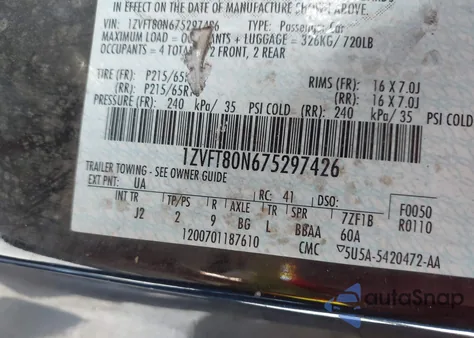 IN EFFECT ON THE DATE OF
MANUFACTURE SHOWN ABOVE.
VIN: 1ZVFT80N675297426 TYPE: Passenger Car
MAXIMUM LOAD = OCCUPANTS + LUGGAGE = 326KG/ 720LB
OCCUPANTS = 4 TOTAL 2 FRONT, 2 REAR
TIRE (FR): P215/65R RIMS (FR): 16 X 7.0J
(RR): P215/65R (RR): 16 X 7.0J
PRESSURE (FR): 240 kPa/ 35 PSI COLD (RR): 240 kPa/ 35 PSI COLD
1ZVFT80N675297426
TRAILER TOWING - SEE OWNER GUIDE
EXT PNT: UA RC: 41 DSO: F0050
INT TR TP/PS R AXLE TR SPR 7ZF1B R0110
J2 2 9 BG L BBAA 60A
1200701187610 CMC 5U5A-5420472-AA
autoSnap